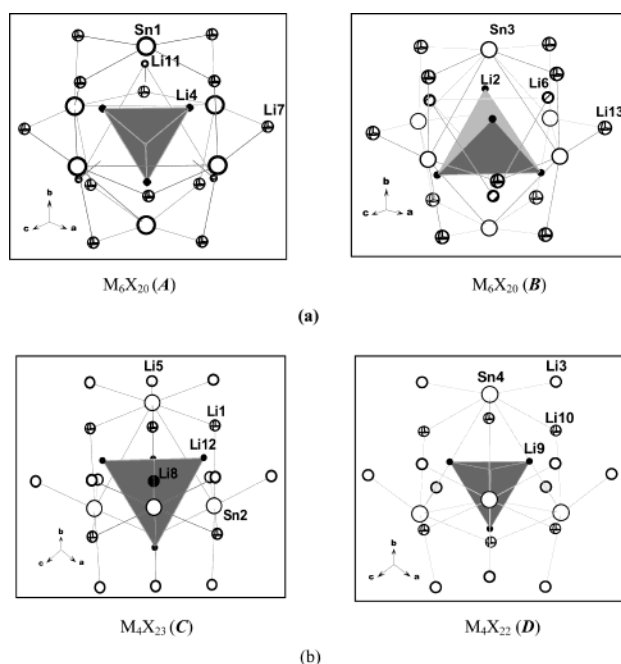 Sn1
Li11
Li4
Li7
b
c
a
M6X20 (A)
Sn3
Li2
Li6
Li13
b
c
a
M6X20 (B)
(a)
Li5
Li1
Li12
Li8
Sn2
b
c
a
M4X23 (C)
Li3
Sn4
Li10
Li9
b
c
a
M4X22 (D)
(b)